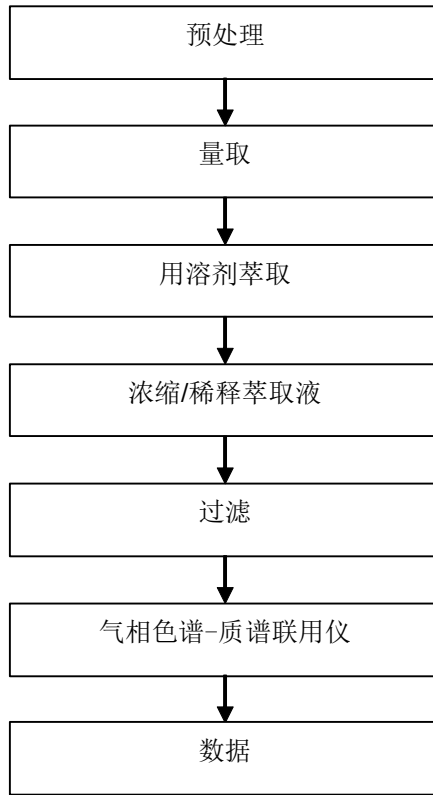 预处理
量取
用溶剂萃取
浓缩/稀释萃取液
过滤
气相色谱-质谱联用仪
数据